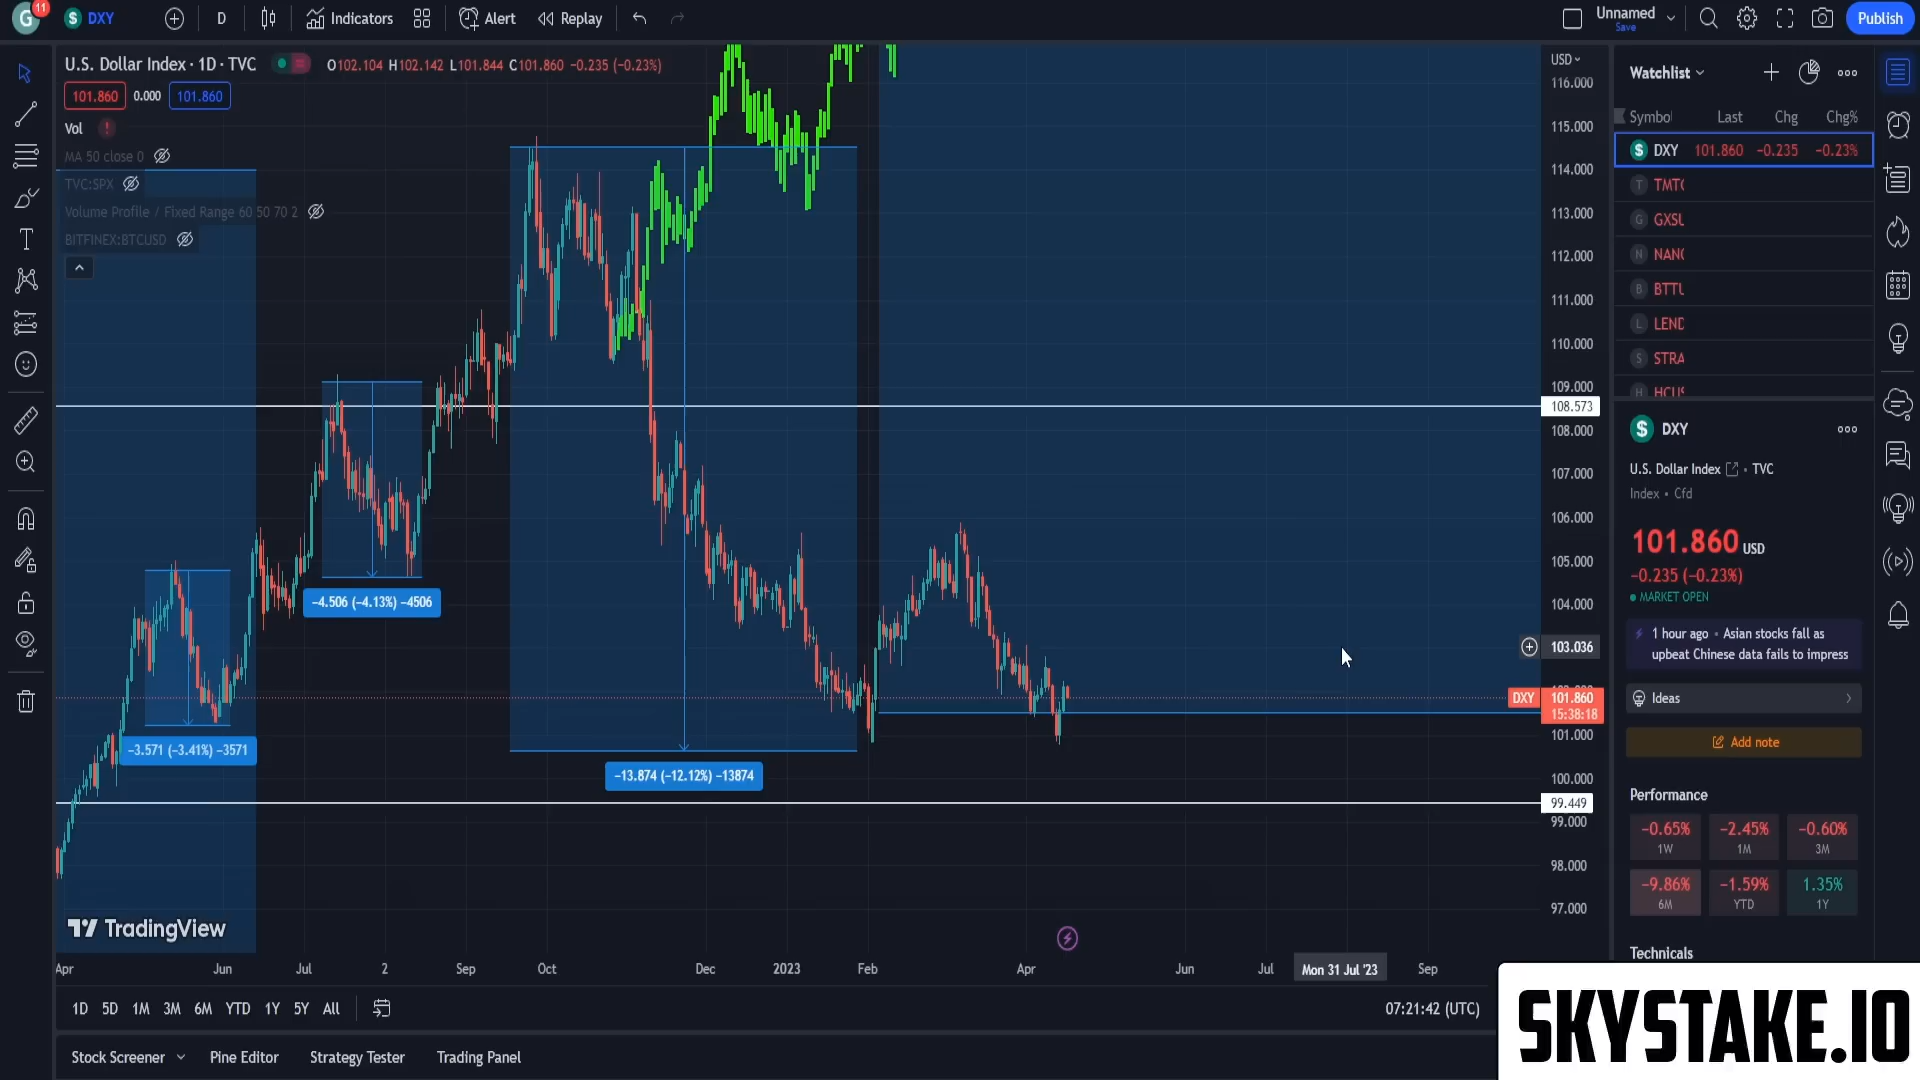 G 11 $ DXY D Indicators Alert Replay Unnamed Save Publish
U.S. Dollar Index · 1D · TVC O102.104 H102.142 L101.844 C101.860 −0.235 (−0.23%)
101.860 0.000 101.860
Vol !
MA 50 close 0
TVC:SPX
Volume Profile / Fixed Range 60 50 70 2
BITFINEX:BTCUSD
−3.571 (−3.41%) −3571
−4.506 (−4.13%) −4506
−13.874 (−12.12%) −13874
USD
116.000
115.000
114.000
113.000
112.000
111.000
110.000
109.000
108.573
108.000
107.000
106.000
105.000
104.000
103.036
DXY 101.860
15:38:18
101.000
100.000
99.449
99.000
98.000
97.000
TradingView
Apr Jun Jul 2 Sep Oct Dec 2023 Feb Apr Jun Jul Mon 31 Jul '23 Sep
1D 5D 1M 3M 6M YTD 1Y 5Y All 07:21:42 (UTC)
Stock Screener Pine Editor Strategy Tester Trading Panel
Watchlist
Symbol Last Chg Chg%
$ DXY 101.860 −0.235 −0.23%
T TMTG
G GXSU
N NANO
B BTTU
L LEND
S STRA
H HCUS
$ DXY
U.S. Dollar Index • TVC
Index • Cfd
101.860 USD
−0.235 (−0.23%)
MARKET OPEN
1 hour ago • Asian stocks fall as
upbeat Chinese data fails to impress
Ideas
Add note
Performance
−0.65% −2.45% −0.60%
1W 1M 3M
−9.86% −1.59% 1.35%
6M YTD 1Y
Technicals
SKYSTAKE.IO